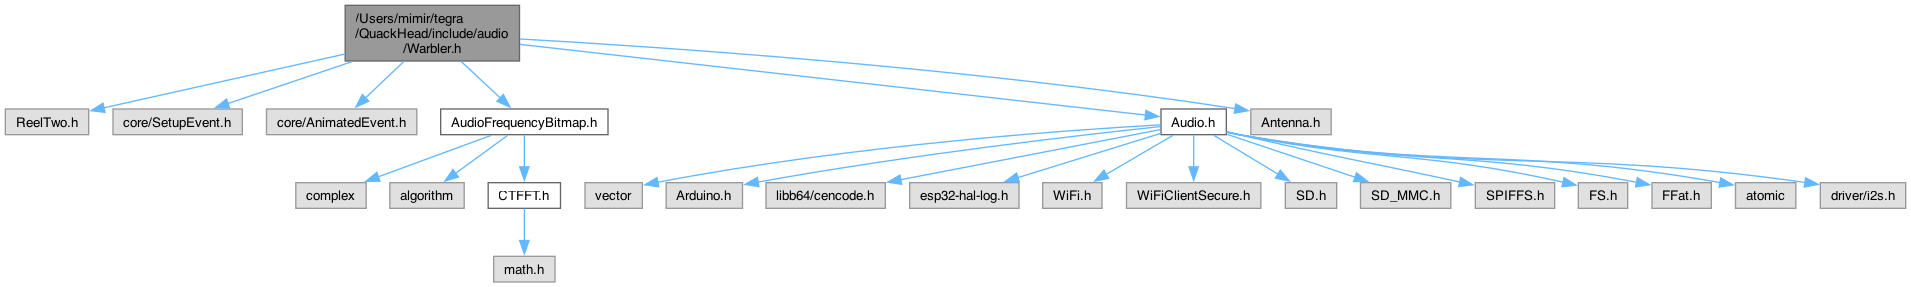 /Users/mimir/tegra
/QuackHead/include/audio
/Warbler.h
ReelTwo.h
core/SetupEvent.h
core/AnimatedEvent.h
AudioFrequencyBitmap.h
Audio.h
Antenna.h
complex
algorithm
CTFFT.h
vector
Arduino.h
libb64/cencode.h
esp32-hal-log.h
WiFi.h
WiFiClientSecure.h
SD.h
SD_MMC.h
SPIFFS.h
FS.h
FFat.h
atomic
driver/i2s.h
math.h